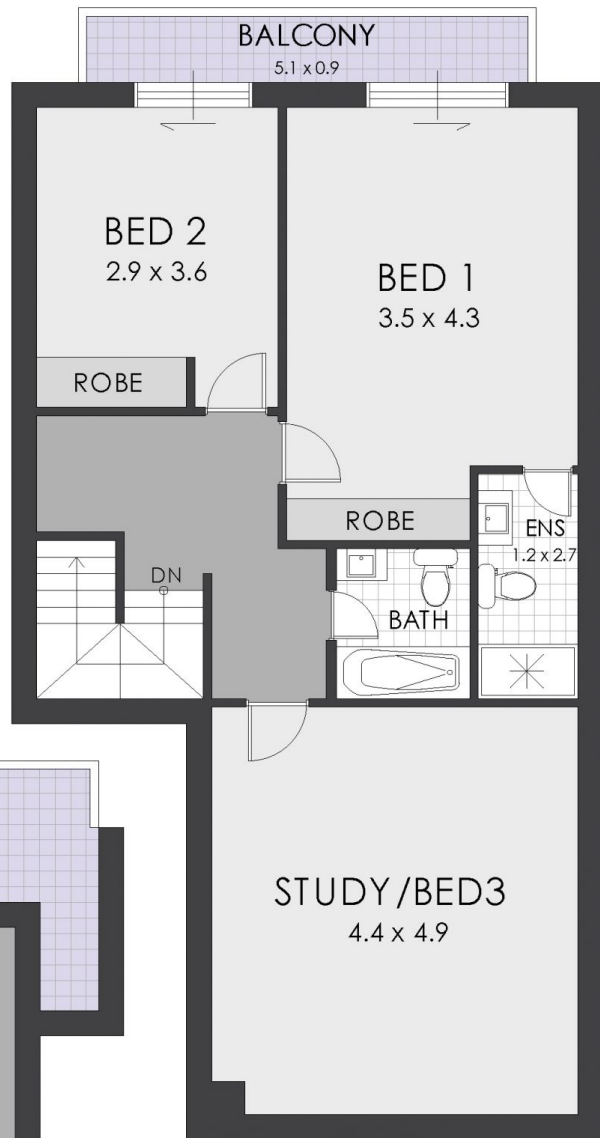 BALCONY
5.1 x 0.9
BED 2
2.9 x 3.6
BED 1
3.5 x 4.3
ROBE
ROBE
ENS
1.2 x 2.7
DN
BATH
STUDY/BED3
4.4 x 4.9